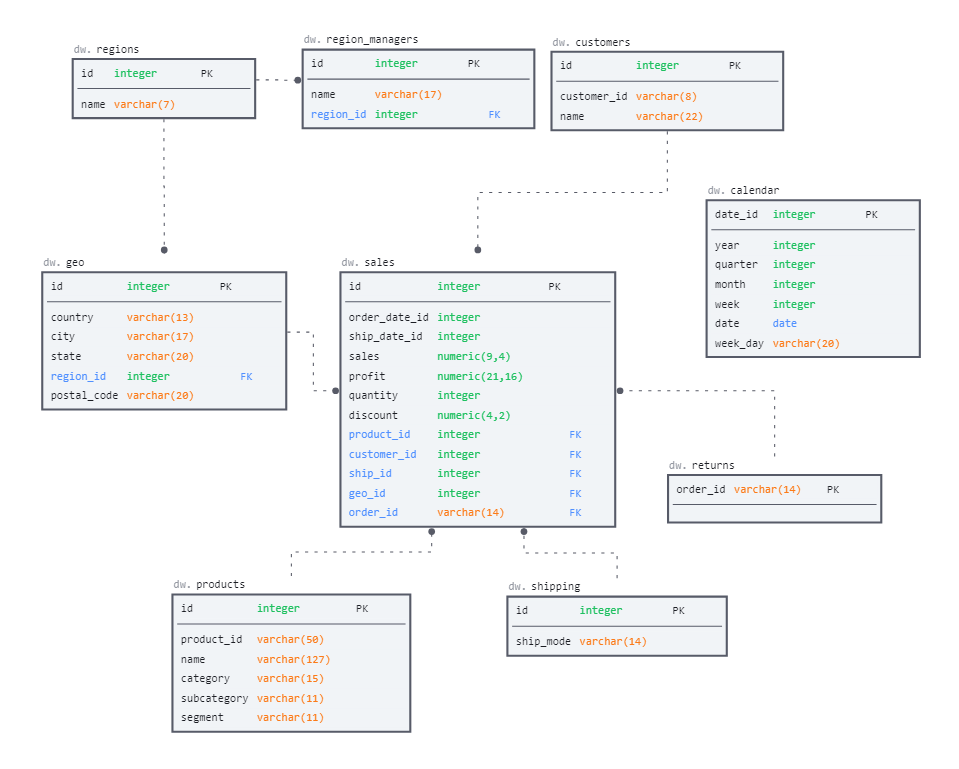 dw. regions
id integer PK
name varchar(7)
dw. region_managers
id integer PK
name varchar(17)
region_id integer FK
dw. customers
id integer PK
customer_id varchar(8)
name varchar(22)
dw. calendar
date_id integer PK
year integer
quarter integer
month integer
week integer
date date
week_day varchar(20)
dw. geo
id integer PK
country varchar(13)
city varchar(17)
state varchar(20)
region_id integer FK
postal_code varchar(20)
dw. sales
id integer PK
order_date_id integer
ship_date_id integer
sales numeric(9,4)
profit numeric(21,16)
quantity integer
discount numeric(4,2)
product_id integer FK
customer_id integer FK
ship_id integer FK
geo_id integer FK
order_id varchar(14) FK
dw. returns
order_id varchar(14) PK
dw. products
id integer PK
product_id varchar(50)
name varchar(127)
category varchar(15)
subcategory varchar(11)
segment varchar(11)
dw. shipping
id integer PK
ship_mode varchar(14)